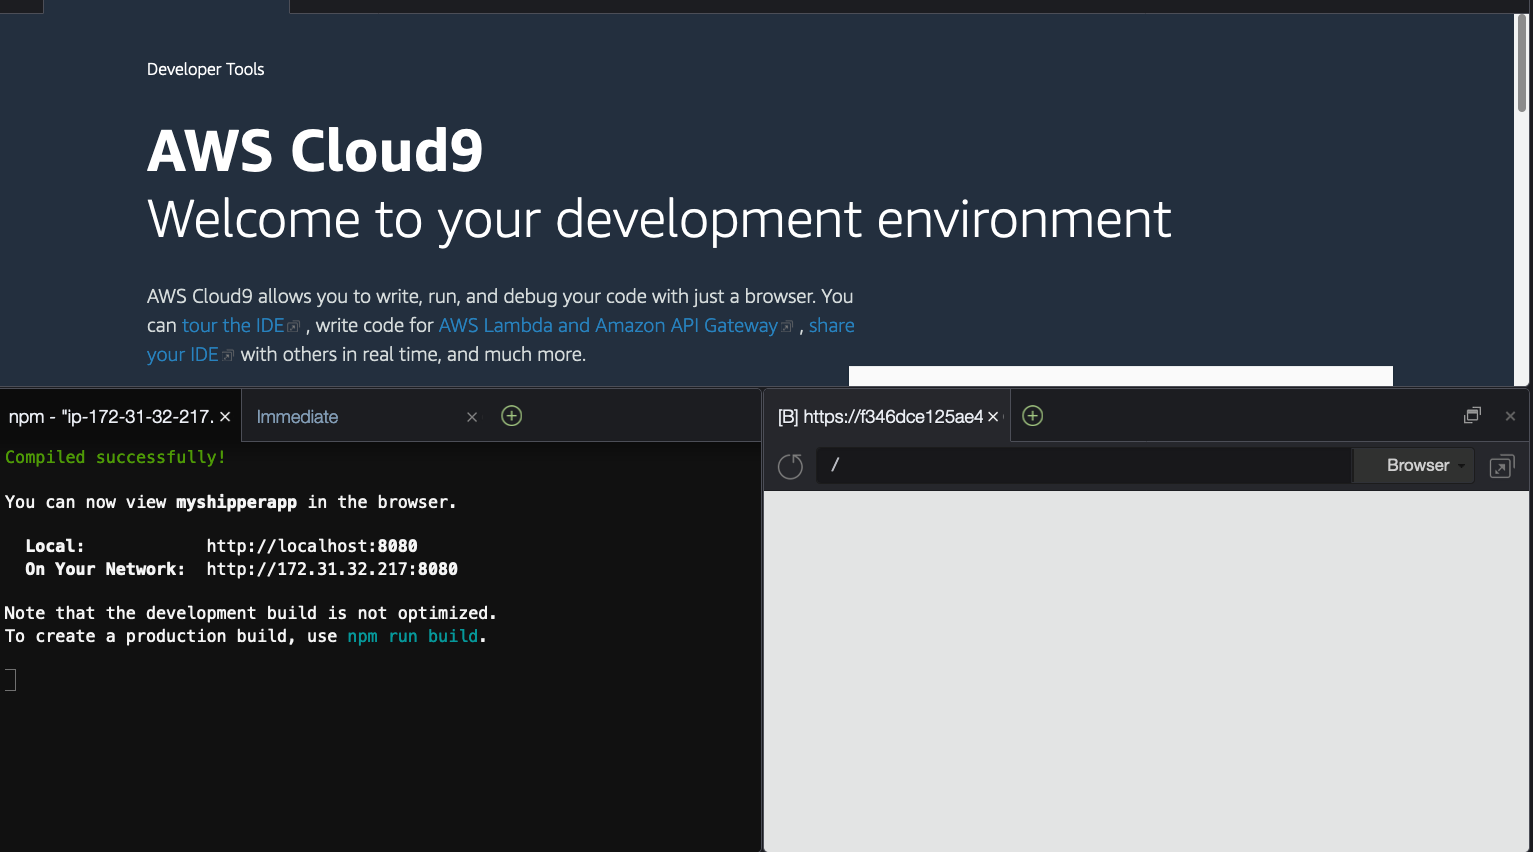 Developer Tools
AWS Cloud9
Welcome to your development environment
AWS Cloud9 allows you to write, run, and debug your code with just a browser. You
can tour the IDE , write code for AWS Lambda and Amazon API Gateway , share
your IDE with others in real time, and much more.
npm - "ip-172-31-32-217. × Immediate ×
Compiled successfully!
You can now view myshipperapp in the browser.
Local: http://localhost:8080
On Your Network: http://172.31.32.217:8080
Note that the development build is not optimized.
To create a production build, use npm run build.
[B] https://f346dce125ae4 ×
/ Browser